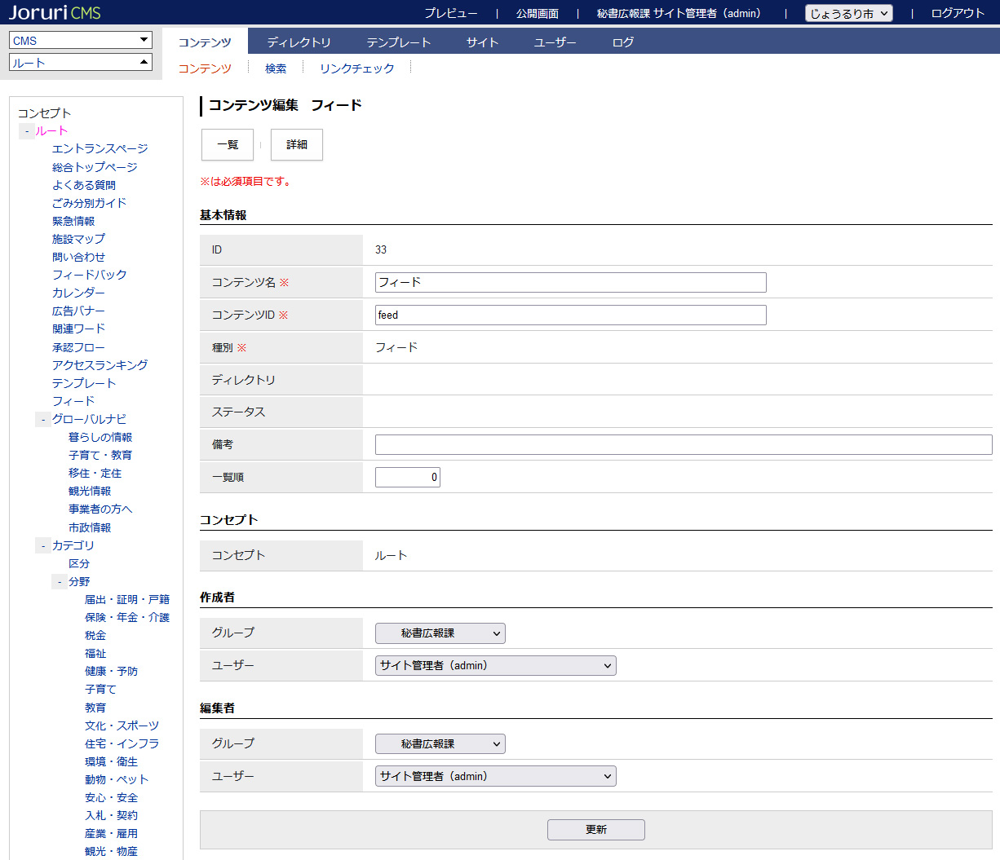 Joruri CMS
プレビュー | 公開画面 | 秘書広報課 サイト管理者（admin） | じょうるり市 | ログアウト
CMS
ルート
コンテンツ ディレクトリ テンプレート サイト ユーザー ログ
コンテンツ 検索 リンクチェック
コンセプト
- ルート
エントランスページ
総合トップページ
よくある質問
ごみ分別ガイド
緊急情報
施設マップ
問い合わせ
フィードバック
カレンダー
広告バナー
関連ワード
承認フロー
アクセスランキング
テンプレート
フィード
- グローバルナビ
暮らしの情報
子育て・教育
移住・定住
観光情報
事業者の方へ
市政情報
- カテゴリ
区分
- 分野
届出・証明・戸籍
保険・年金・介護
税金
福祉
健康・予防
子育て
教育
文化・スポーツ
住宅・インフラ
環境・衛生
動物・ペット
安心・安全
入札・契約
産業・雇用
観光・物産
コンテンツ編集 フィード
一覧 詳細
※は必須項目です。
基本情報
ID 33
コンテンツ名 ※ フィード
コンテンツID ※ feed
種別 ※ フィード
ディレクトリ
ステータス
備考
一覧順 0
コンセプト
コンセプト ルート
作成者
グループ 秘書広報課
ユーザー サイト管理者（admin）
編集者
グループ 秘書広報課
ユーザー サイト管理者（admin）
更新